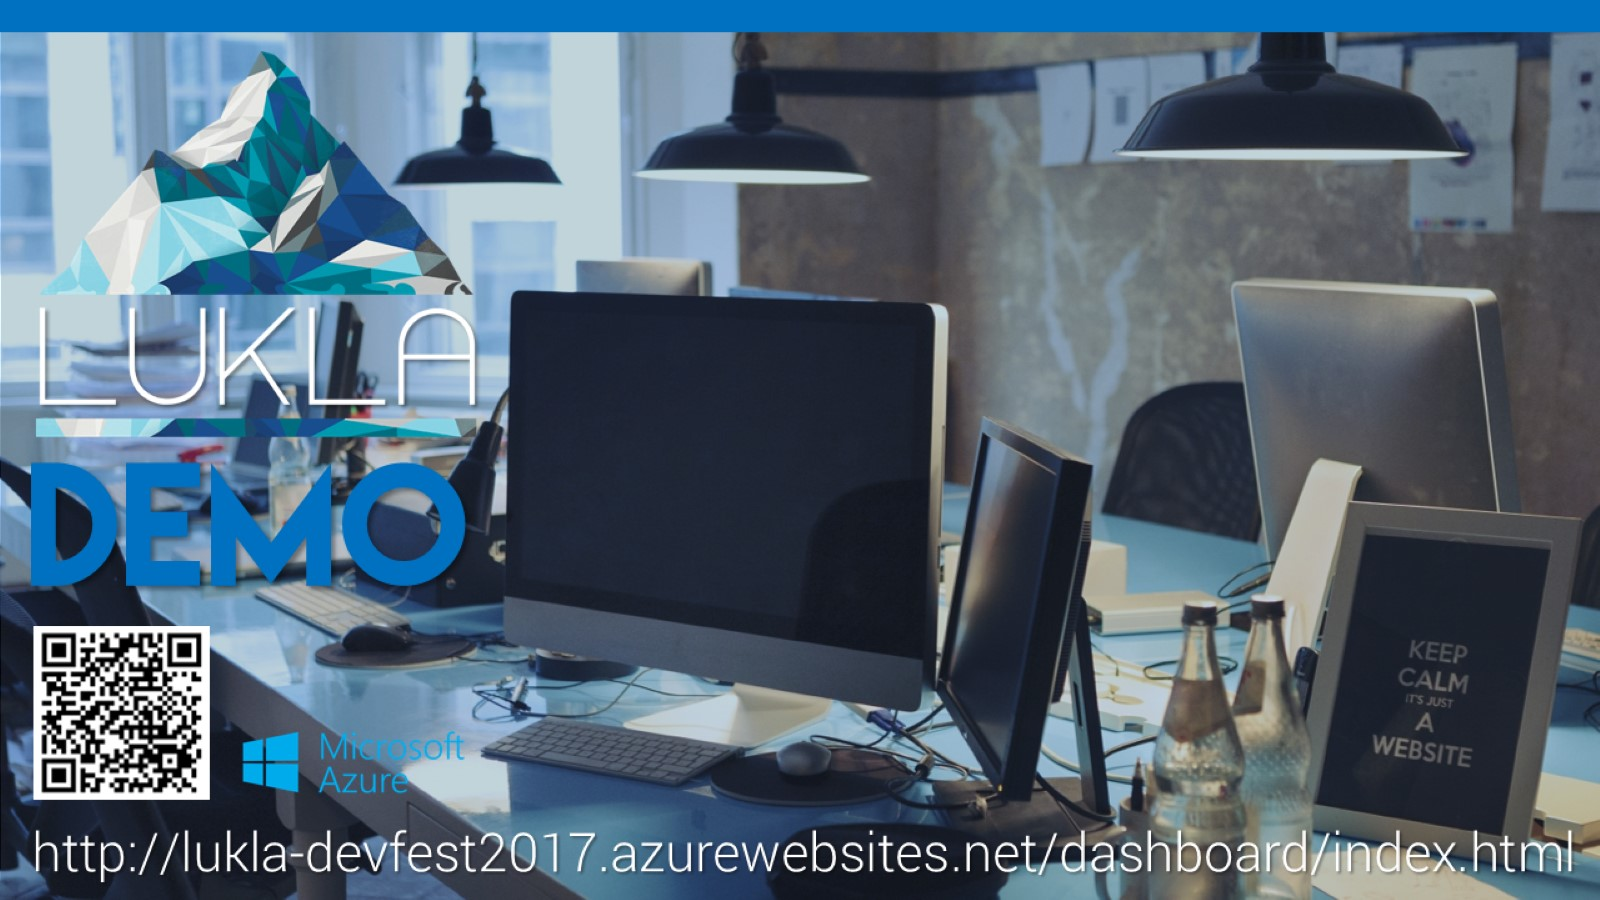 LUKLA
DEMO
Microsoft
Azure
KEEP
CALM
IT'S JUST
A
WEBSITE
http://lukla-devfest2017.azurewebsites.net/dashboard/index.html